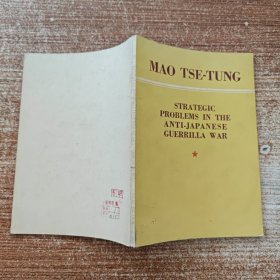 MAO TSE-TUNG
STRATEGIC
PROBLEMS IN THE
ANTI-JAPANESE
GUERRILLA WAR